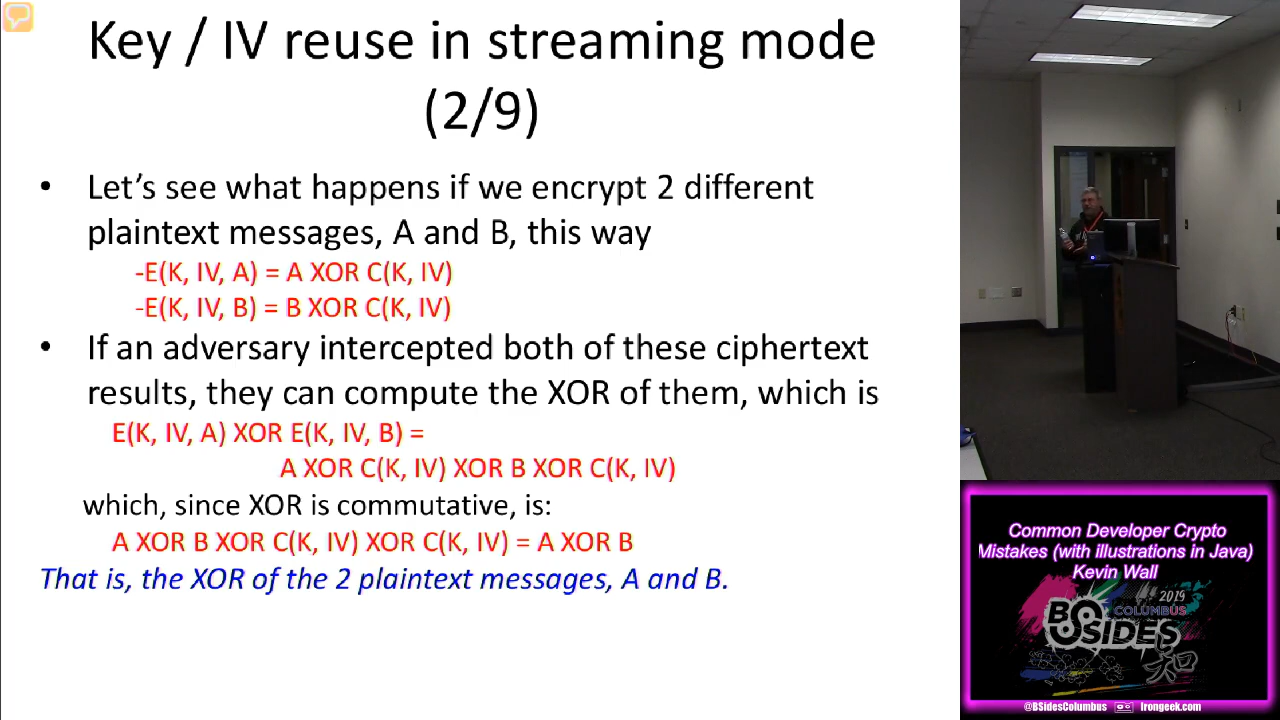 Key / IV reuse in streaming mode
(2/9)
• Let's see what happens if we encrypt 2 different
plaintext messages, A and B, this way
-E(K, IV, A) = A XOR C(K, IV)
-E(K, IV, B) = B XOR C(K, IV)
• If an adversary intercepted both of these ciphertext
results, they can compute the XOR of them, which is
E(K, IV, A) XOR E(K, IV, B) =
A XOR C(K, IV) XOR B XOR C(K, IV)
which, since XOR is commutative, is:
A XOR B XOR C(K, IV) XOR C(K, IV) = A XOR B
That is, the XOR of the 2 plaintext messages, A and B.
Common Developer Crypto
Mistakes (with illustrations in Java)
Kevin Wall
2019
COLUMBUS
BSIDES
@BSidesColumbus
Irongeek.com